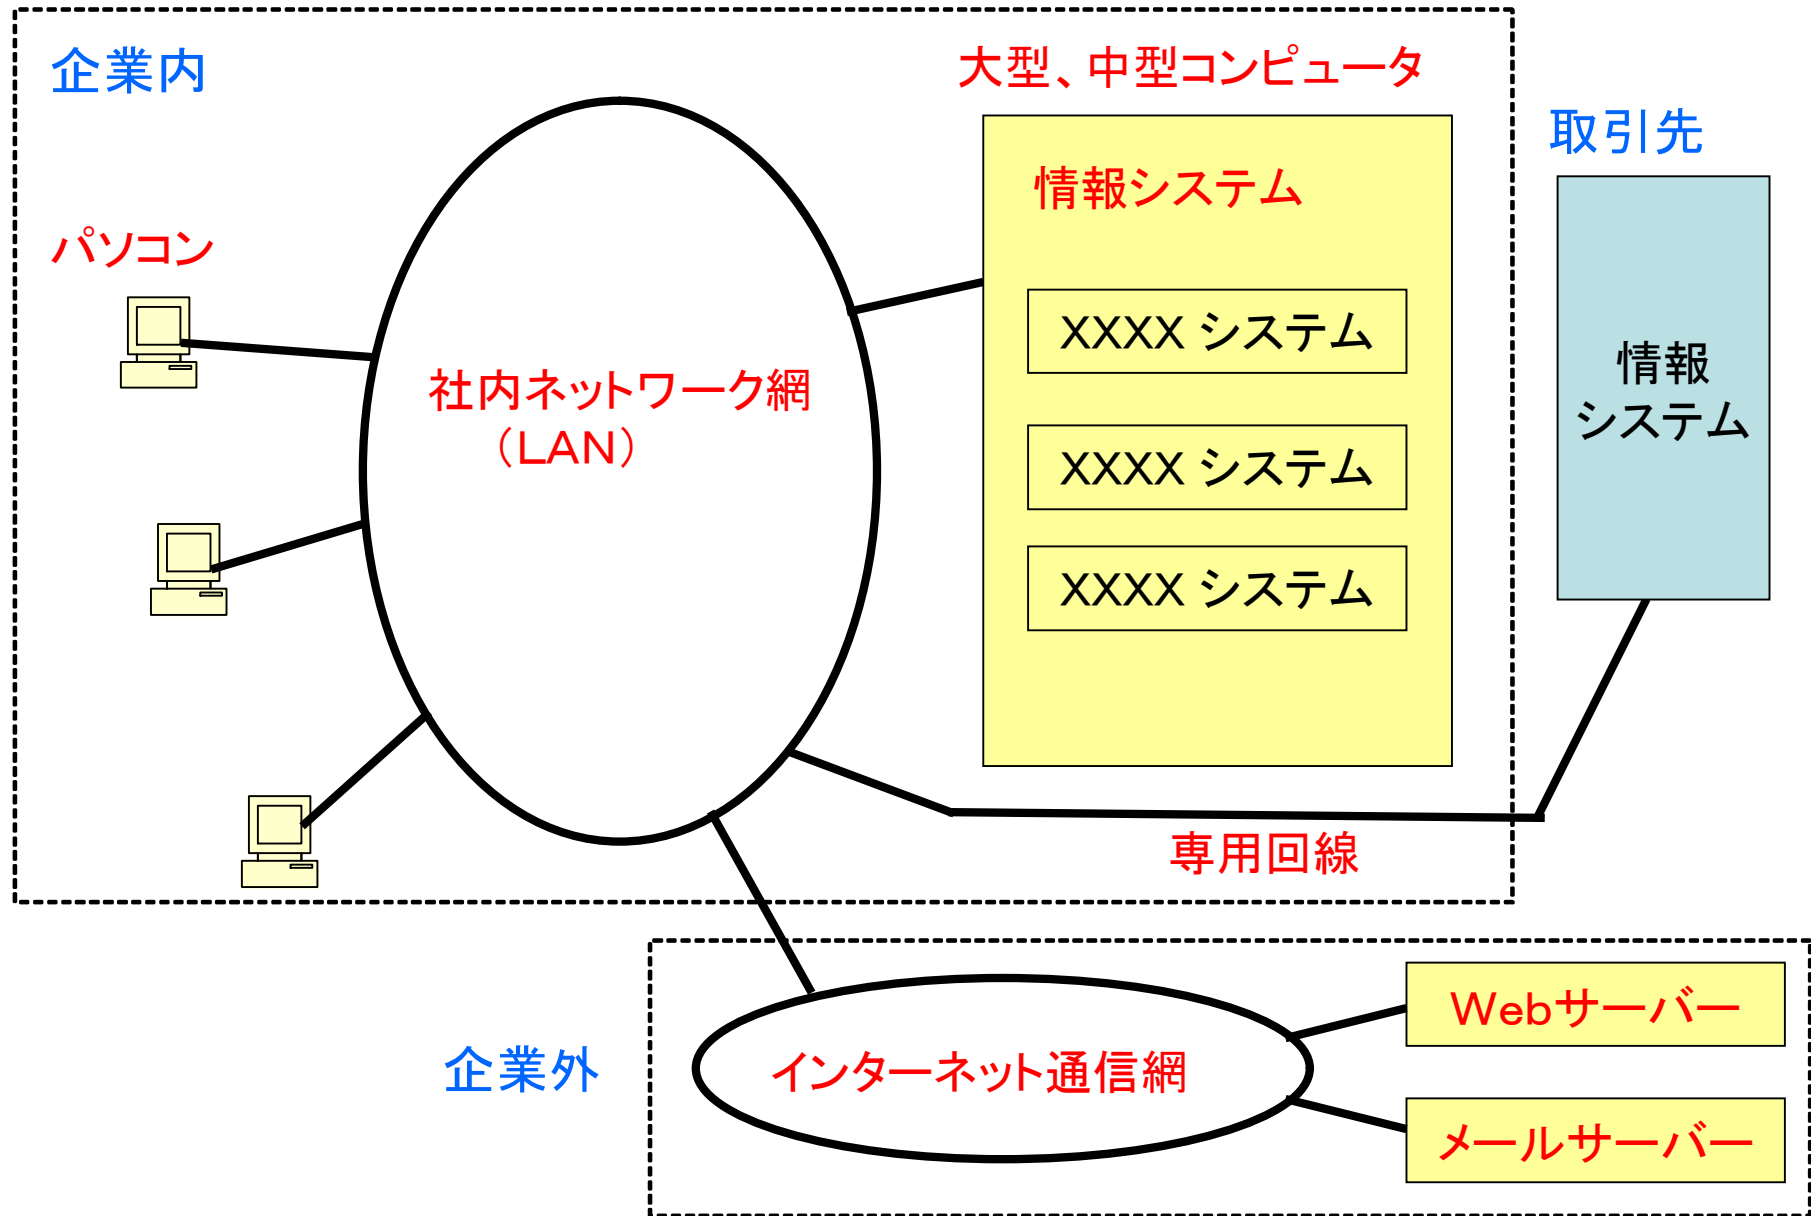 企業内
大型、中型コンピュータ
取引先
情報システム
パソコン
XXXX システム
社内ネットワーク網
（LAN）
情報
システム
XXXX システム
XXXX システム
専用回線
Webサーバー
企業外
インターネット通信網
メールサーバー